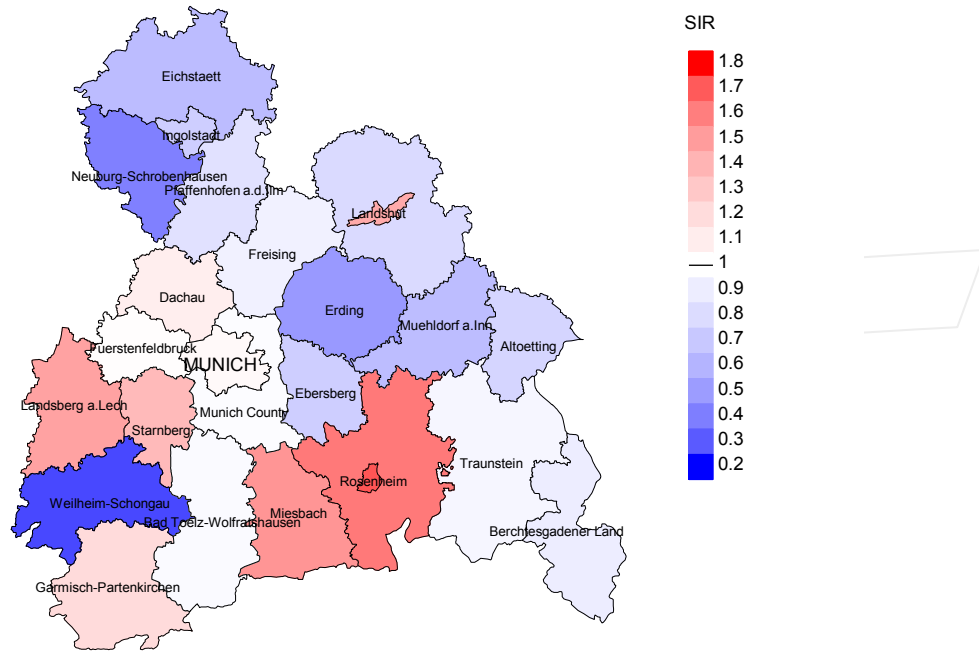 SIR
1.8
1.7
1.6
1.5
1.4
1.3
1.2
1.1
1
0.9
0.8
0.7
0.6
0.5
0.4
0.3
0.2
Eichstaett
Ingolstadt
Neuburg-Schrobenhausen
Pfaffenhofen a.d.Ilm
Landshut
Freising
Dachau
Erding
Muehldorf a.Inn
Altoetting
Fuerstenfeldbruck
MUNICH
Ebersberg
Landsberg a.Lech
Munich County
Starnberg
Traunstein
Rosenheim
Weilheim-Schongau
Miesbach
Bad Toelz-Wolfratshausen
Berchtesgadener Land
Garmisch-Partenkirchen